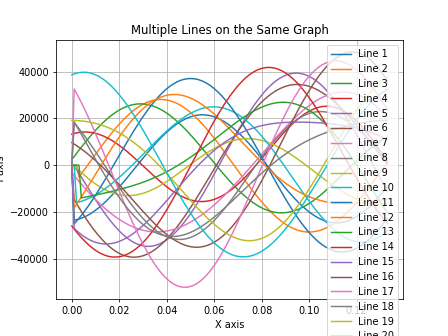 Multiple Lines on the Same Graph
40000
20000
0
−20000
−40000
0.00 0.02 0.04 0.06 0.08 0.10
X axis
Line 1
Line 2
Line 3
Line 4
Line 5
Line 6
Line 7
Line 8
Line 9
Line 10
Line 11
Line 12
Line 13
Line 14
Line 15
Line 16
Line 17
Line 18
Line 19
Line 20